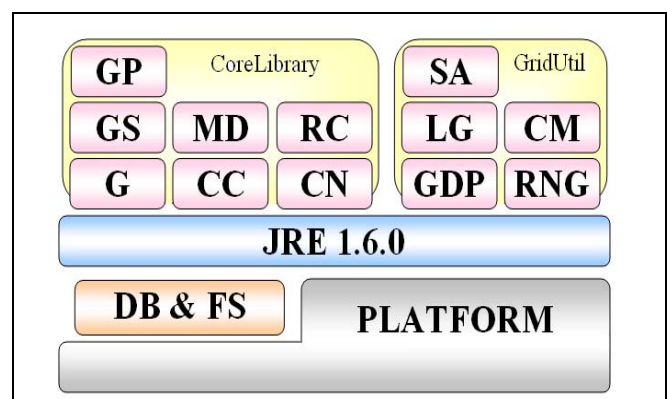 GP CoreLibrary SA GridUtil
GS MD RC LG CM
G CC CN GDP RNG
JRE 1.6.0
DB & FS
PLATFORM